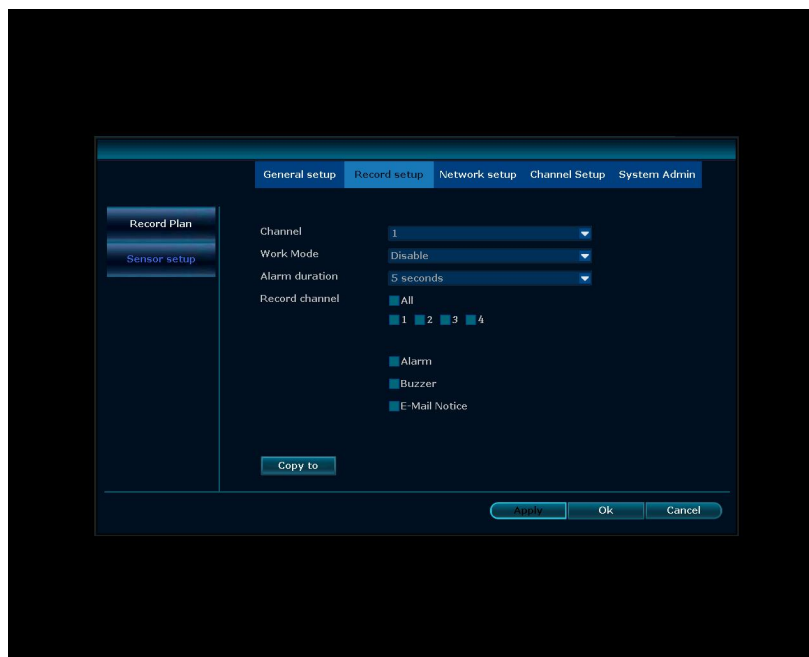 General setup Record setup Network setup Channel Setup System Admin
Record Plan
Sensor setup
Channel 1
Work Mode Disable
Alarm duration 5 seconds
Record channel All
1 2 3 4
Alarm
Buzzer
E-Mail Notice
Copy to
Apply Ok Cancel